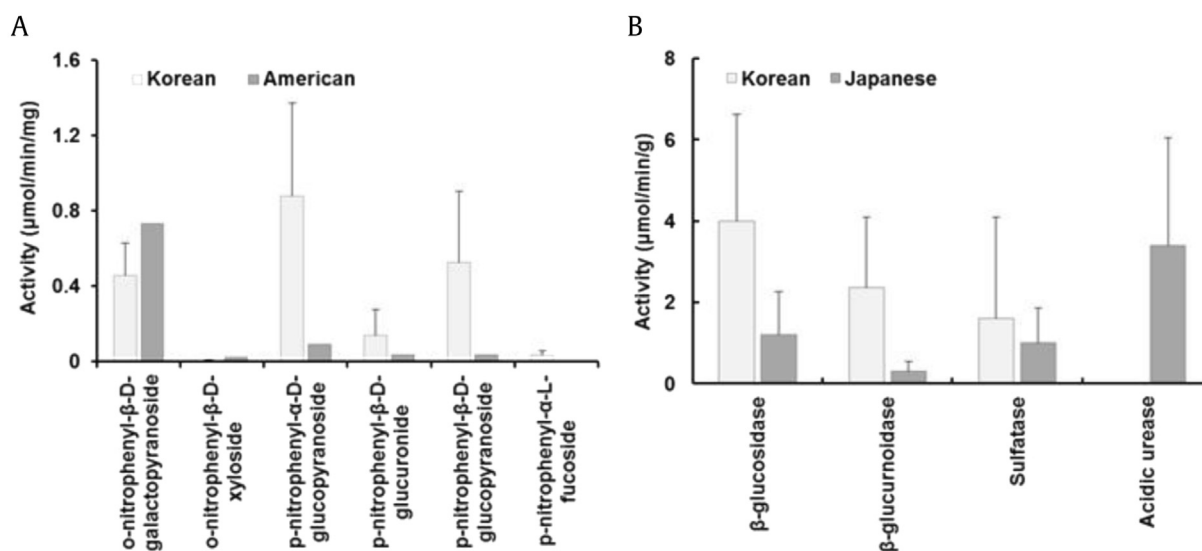 A
Activity (μmol/min/mg)
1.6
1.2
0.8
0.4
0
Korean
American
o-nitrophenyl-β-D-
galactopyranoside
o-nitrophenyl-β-D-
xyloside
p-nitrophenyl-α-D-
glucopyranoside
p-nitrophenyl-β-D-
glucuronide
p-nitrophenyl-β-D-
glucopyranoside
p-nitrophenyl-α-L-
fucoside
B
Activity (μmol/min/g)
8
6
4
2
0
Korean
Japanese
β-glucosidase
β-glucurnoidase
Sulfatase
Acidic urease